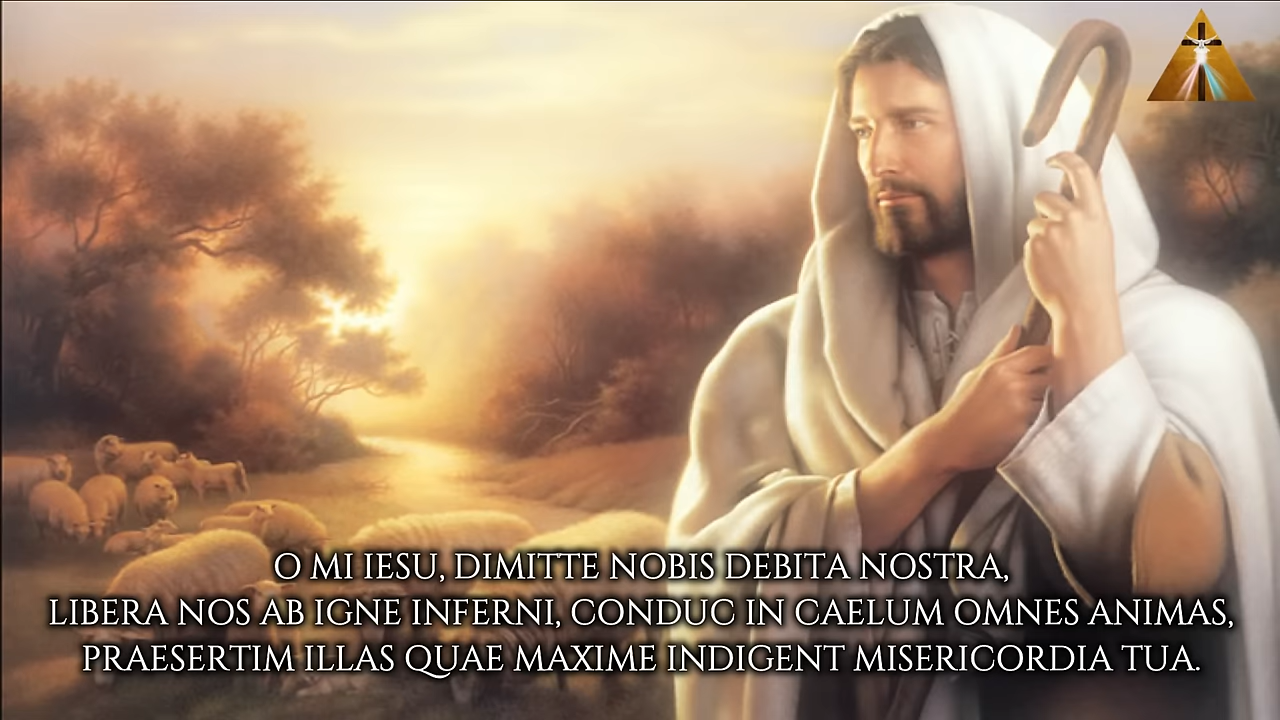 O MI IESU, DIMITTE NOBIS DEBITA NOSTRA,
LIBERA NOS AB IGNE INFERNI, CONDUC IN CAELUM OMNES ANIMAS,
PRAESERTIM ILLAS QUAE MAXIME INDIGENT MISERICORDIA TUA.